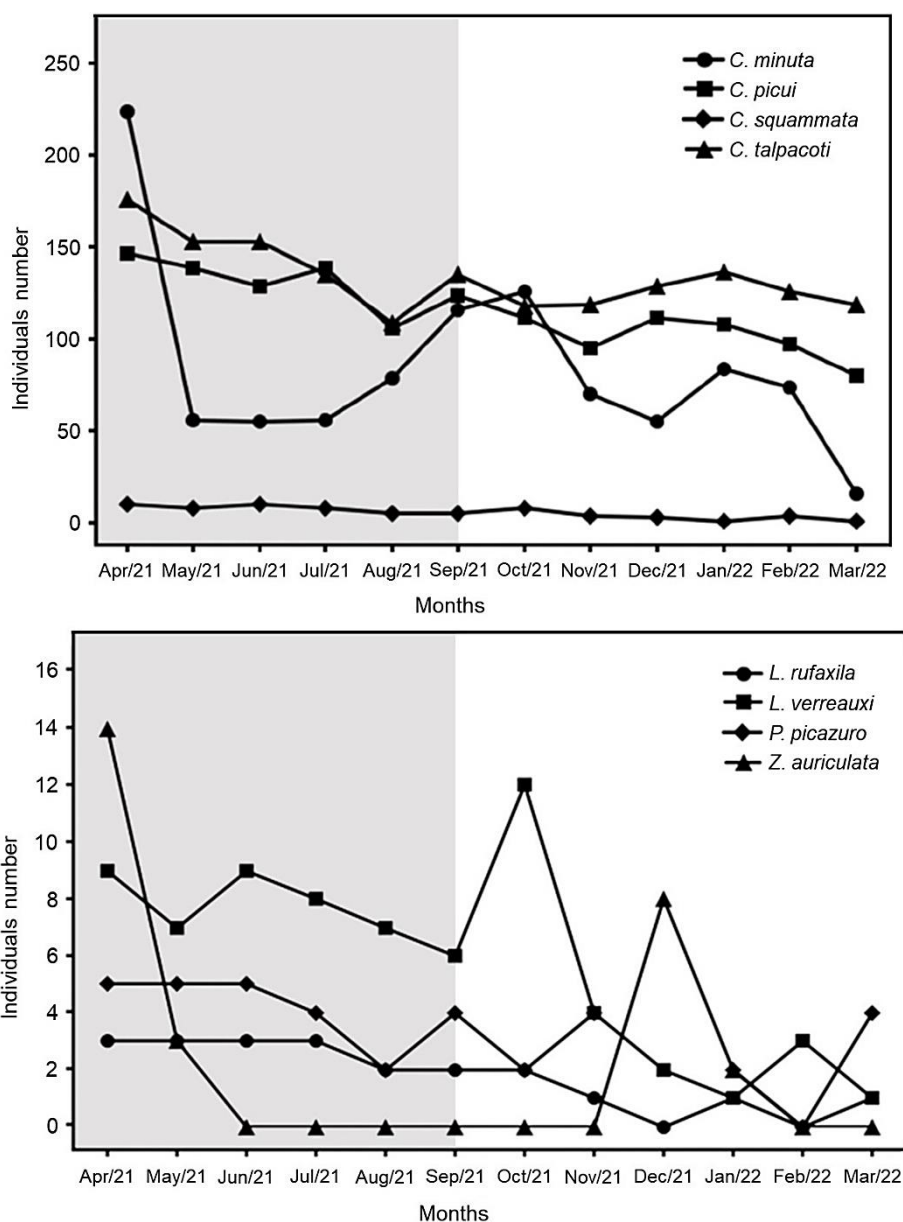 250
200
150
100
50
0
Individuals number
C. minuta
C. picui
C. squammata
C. talpacoti
Apr/21 May/21 Jun/21 Jul/21 Aug/21 Sep/21 Oct/21 Nov/21 Dec/21 Jan/22 Feb/22 Mar/22
Months
16
14
12
10
8
6
4
2
0
Individuals number
L. rufaxila
L. verreauxi
P. picazuro
Z. auriculata
Apr/21 May/21 Jun/21 Jul/21 Aug/21 Sep/21 Oct/21 Nov/21 Dec/21 Jan/22 Feb/22 Mar/22
Months